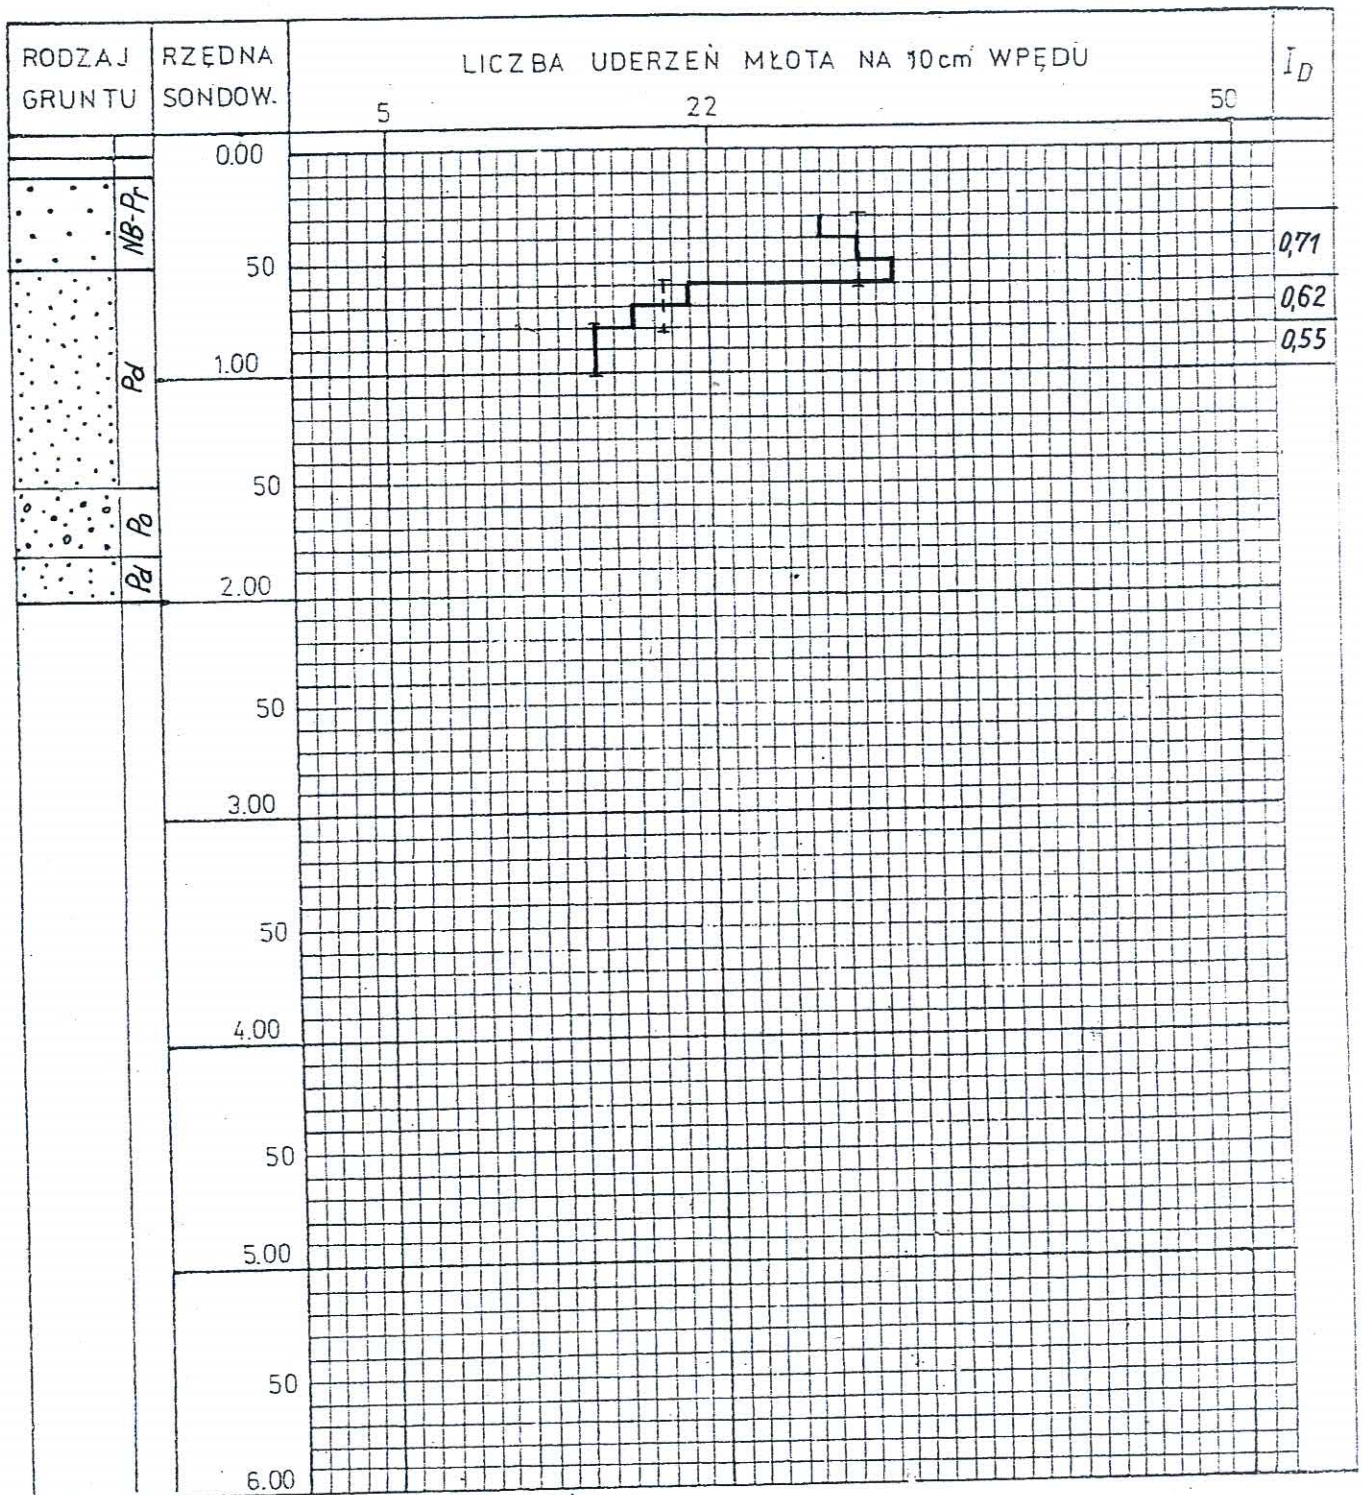 RODZAJ GRUNTU
RZĘDNA SONDOW.
LICZBA UDERZEŃ MŁOTA NA 10cm WPĘDU
I_D
5 22 50
0.00
NB-Pr
50
0,71
0,62
0,55
Pd
1.00
50
Po
Pd
2.00
50
3.00
50
4.00
50
5.00
50
6.00